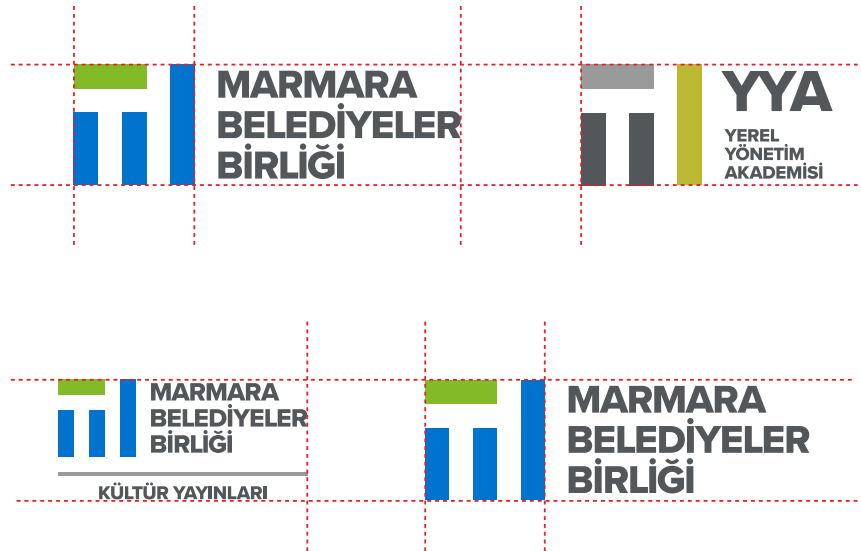 MARMARA
BELEDİYELER
BİRLİĞİ
YYA
YEREL
YÖNETİM
AKADEMİSİ
MARMARA
BELEDİYELER
BİRLİĞİ
KÜLTÜR YAYINLARI
MARMARA
BELEDİYELER
BİRLİĞİ